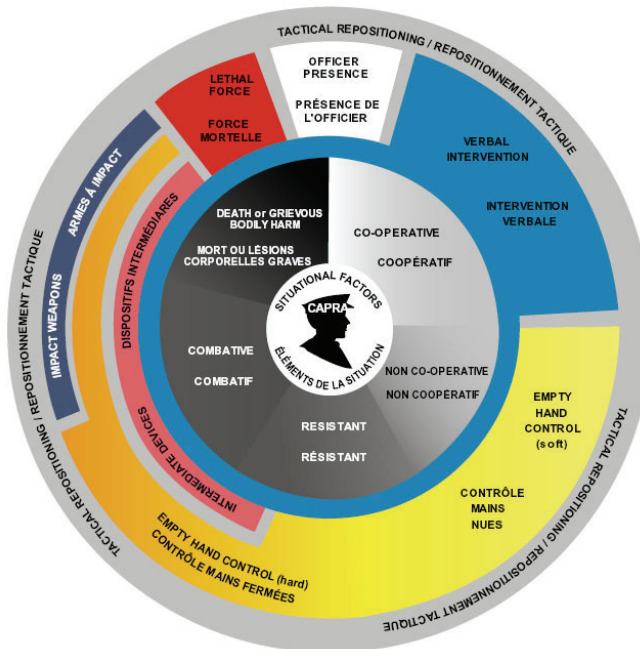 TACTICAL REPOSITIONING / REPOSITIONNEMENT TACTIQUE
OFFICER
PRESENCE
PRÉSENCE DE
L'OFFICIER
LETHAL
FORCE
FORCE
MORTELLE
VERBAL
INTERVENTION
INTERVENTION
VERBALE
TACTICAL REPOSITIONING / REPOSITIONNEMENT TACTIQUE
IMPACT WEAPONS
ARMES À IMPACT
DISPOSITIFS INTERMÉDIARES
INTERMEDIATE DEVICES
DEATH or GRIEVOUS
BODILY HARM
MORT OU LÉSIONS
CORPORELLES GRAVES
CO-OPERATIVE
COOPÉRATIF
SITUATIONAL FACTORS
CAPRA
ÉLÉMENTS DE LA SITUATION
COMBATIVE
COMBATIF
NON CO-OPERATIVE
NON COOPÉRATIF
RESISTANT
RÉSISTANT
EMPTY
HAND
CONTROL
(soft)
CONTRÔLE
MAINS
NUES
EMPTY HAND CONTROL (hard)
CONTRÔLE MAINS FERMÉES
TACTICAL REPOSITIONING / REPOSITIONNEMENT TACTIQUE